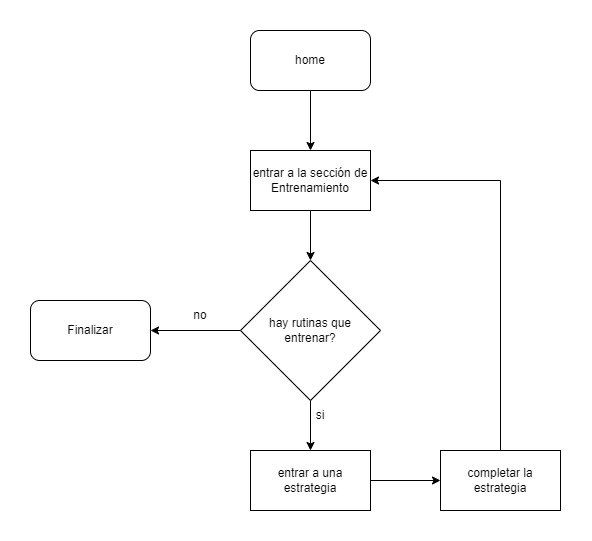 home
entrar a la sección de
Entrenamiento
hay rutinas que
entrenar?
no
Finalizar
si
entrar a una
estrategia
completar la
estrategia